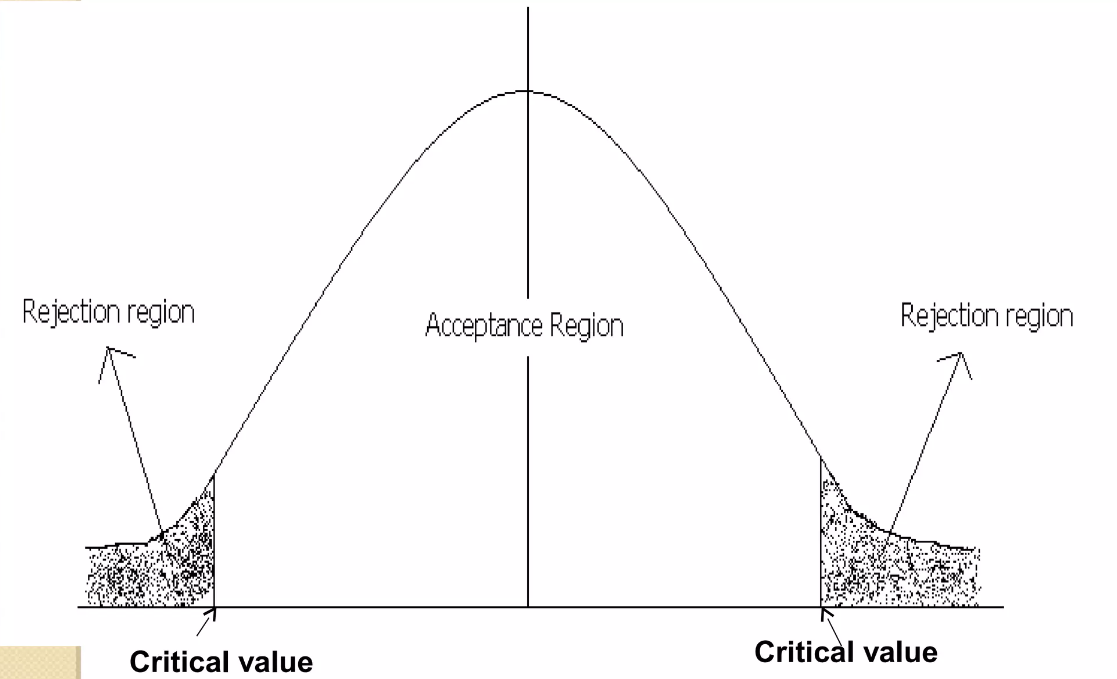 Rejection region
Acceptance Region
Rejection region
Critical value
Critical value